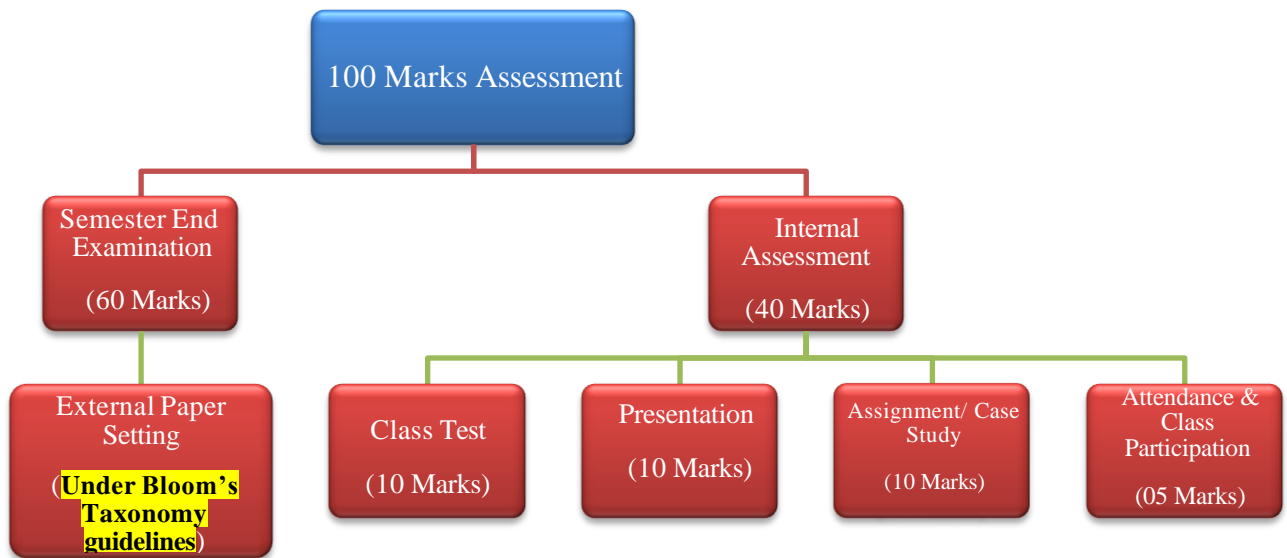 100 Marks Assessment
Semester End
Examination
(60 Marks)
Internal
Assessment
(40 Marks)
External Paper
Setting
(Under Bloom’s
Taxonomy
guidelines)
Class Test
(10 Marks)
Presentation
(10 Marks)
Assignment/ Case
Study
(10 Marks)
Attendance &
Class
Participation
(05 Marks)